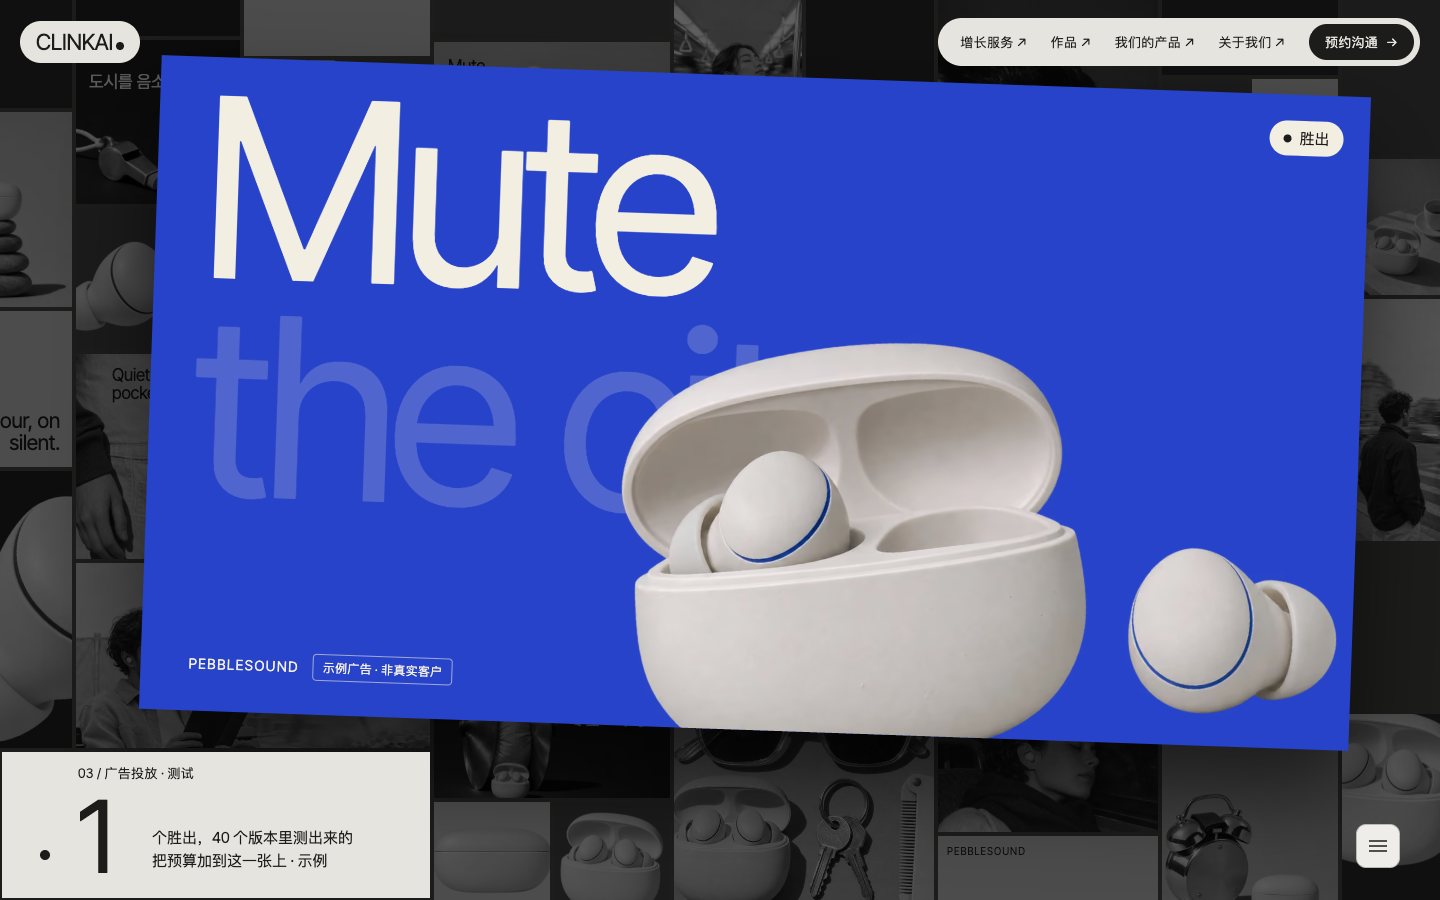 CLINKAI
增长服务 ↗ 作品 ↗ 我们的产品 ↗ 关于我们 ↗ 预约沟通 →
Mute
도시를 음소
Mute
胜出
the ci
Quiet
our, on
silent.
PEBBLESOUND 示例广告 · 非真实客户
03 / 广告投放 · 测试
1
个胜出，40 个版本里测出来的
把预算加到这一张上 · 示例
PEBBLESOUND